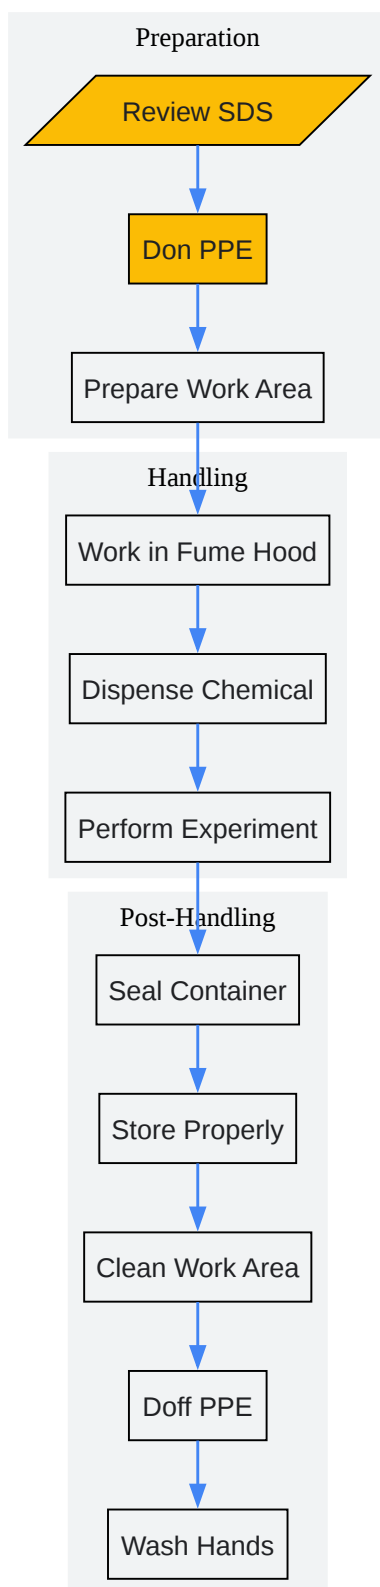 Preparation
Review SDS
Don PPE
Prepare Work Area
Handling
Work in Fume Hood
Dispense Chemical
Perform Experiment
Post-Handling
Seal Container
Store Properly
Clean Work Area
Doff PPE
Wash Hands